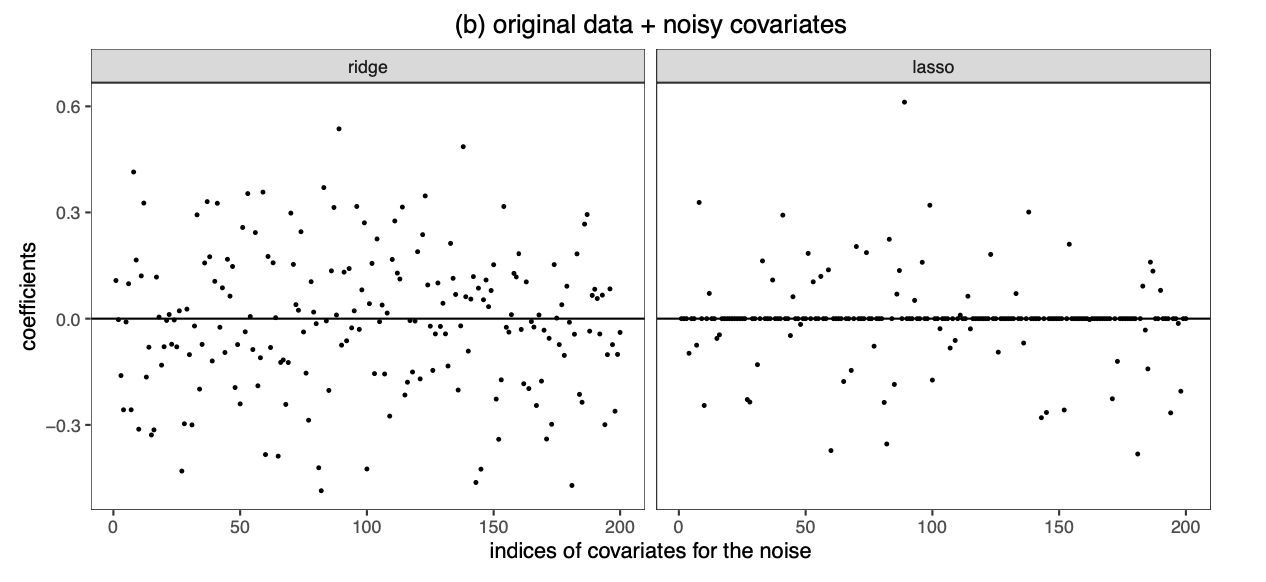 (b) original data + noisy covariates
ridge
lasso
0.6
0.3
0.0
−0.3
coefficients
0 50 100 150 200
0 50 100 150 200
indices of covariates for the noise